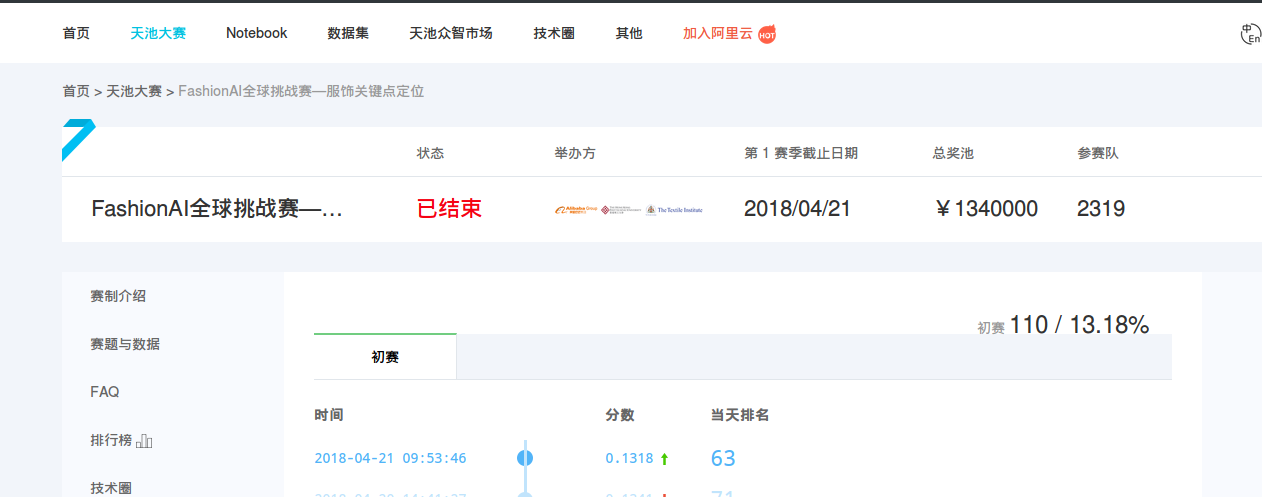 首页 天池大赛 Notebook 数据集 天池众智市场 技术圈 其他 加入阿里云 HOT 中 En
首页 > 天池大赛 > FashionAI全球挑战赛—服饰关键点定位
状态 举办方 第 1 赛季截止日期 总奖池 参赛队
FashionAI全球挑战赛—... 已结束 Alibaba Group The Textile Institute 2018/04/21 ￥1340000 2319
赛制介绍
初赛 110 / 13.18%
赛题与数据
初赛
FAQ
时间 分数 当天排名
排行榜
2018-04-21 09:53:46 0.1318 63
技术圈